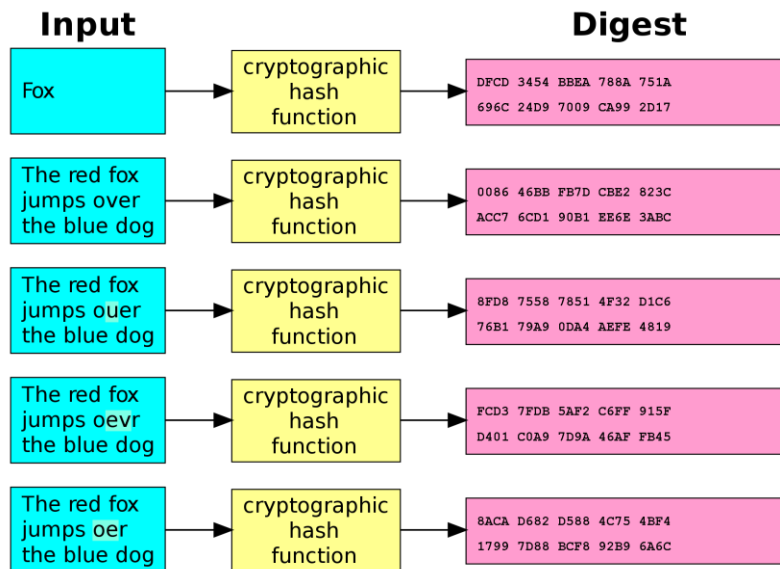 Input
Digest
Fox
cryptographic
hash
function
DFCD 3454 BBEA 788A 751A
696C 24D9 7009 CA99 2D17
The red fox
jumps over
the blue dog
cryptographic
hash
function
0086 46BB FB7D CBE2 823C
ACC7 6CD1 90B1 EE6E 3ABC
The red fox
jumps ouer
the blue dog
cryptographic
hash
function
8FD8 7558 7851 4F32 D1C6
76B1 79A9 0DA4 AEFE 4819
The red fox
jumps oevr
the blue dog
cryptographic
hash
function
FCD3 7FDB 5AF2 C6FF 915F
D401 C0A9 7D9A 46AF FB45
The red fox
jumps oer
the blue dog
cryptographic
hash
function
8ACA D682 D588 4C75 4BF4
1799 7D88 BCF8 92B9 6A6C